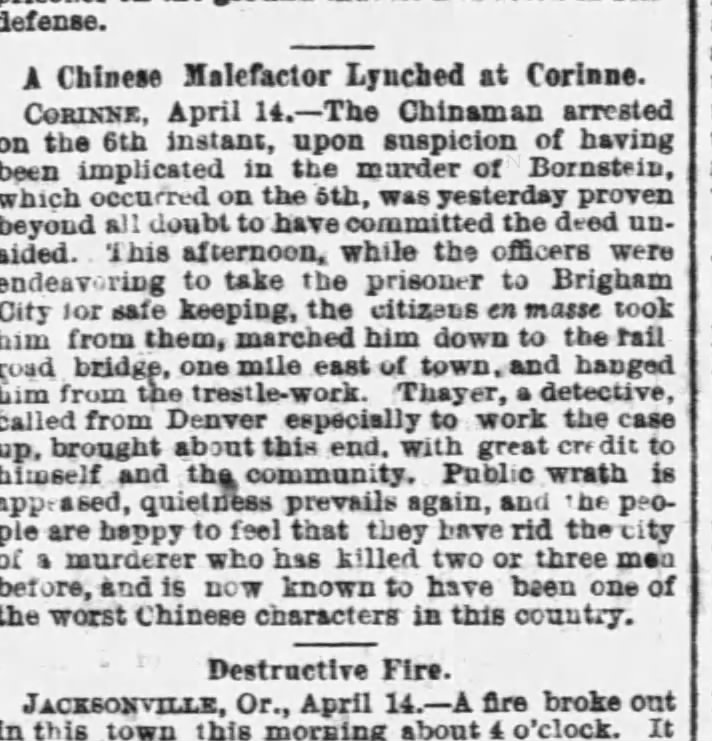 defense.
A Chinese Malefactor Lynched at Corinne.
CORINNE, April 14.—The Chinaman arrested
on the 6th instant, upon suspicion of having
been implicated in the murder of Bornstein,
which occurred on the 5th, was yesterday proven
beyond all doubt to have committed the deed un-
aided. This afternoon, while the officers were
endeavoring to take the prisoner to Brigham
City for safe keeping, the citizens en masse took
him from them, marched him down to the rail
road bridge, one mile east of town, and hanged
him from the trestle-work. Thayer, a detective,
called from Denver especially to work the case
up, brought about this end, with great credit to
himself and the community. Public wrath is
appeased, quietness prevails again, and the peo-
ple are happy to feel that they have rid the city
of a murderer who has killed two or three men
before, and is now known to have been one of
the worst Chinese characters in this country.
Destructive Fire.
JACKSONVILLE, Or., April 14.—A fire broke out
in this town this morning about 4 o'clock. It